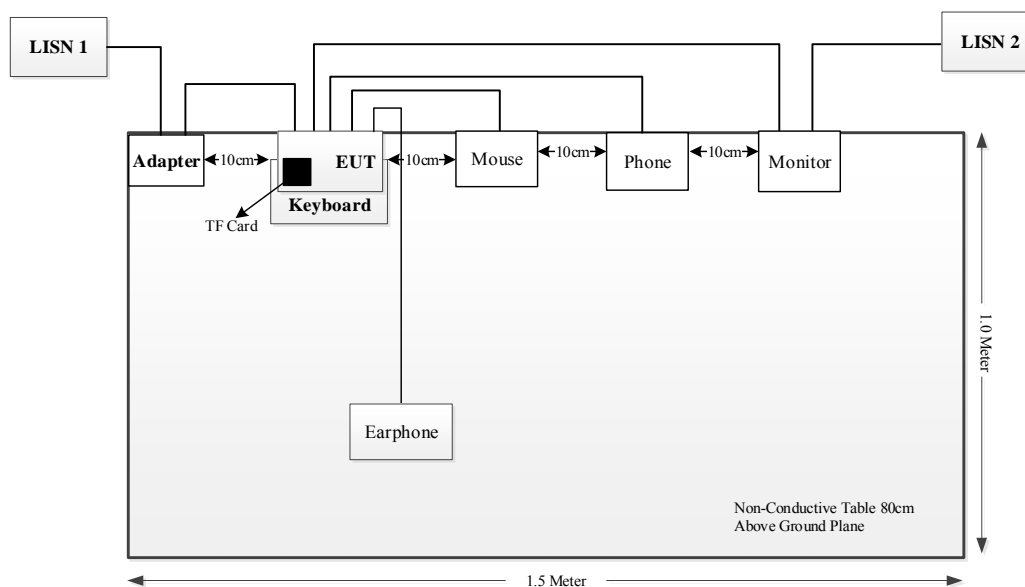 LISN 1
LISN 2
Adapter
10cm
EUT
10cm
Mouse
10cm
Phone
10cm
Monitor
Keyboard
TF Card
1.0 Meter
Earphone
Non-Conductive Table 80cm
Above Ground Plane
1.5 Meter